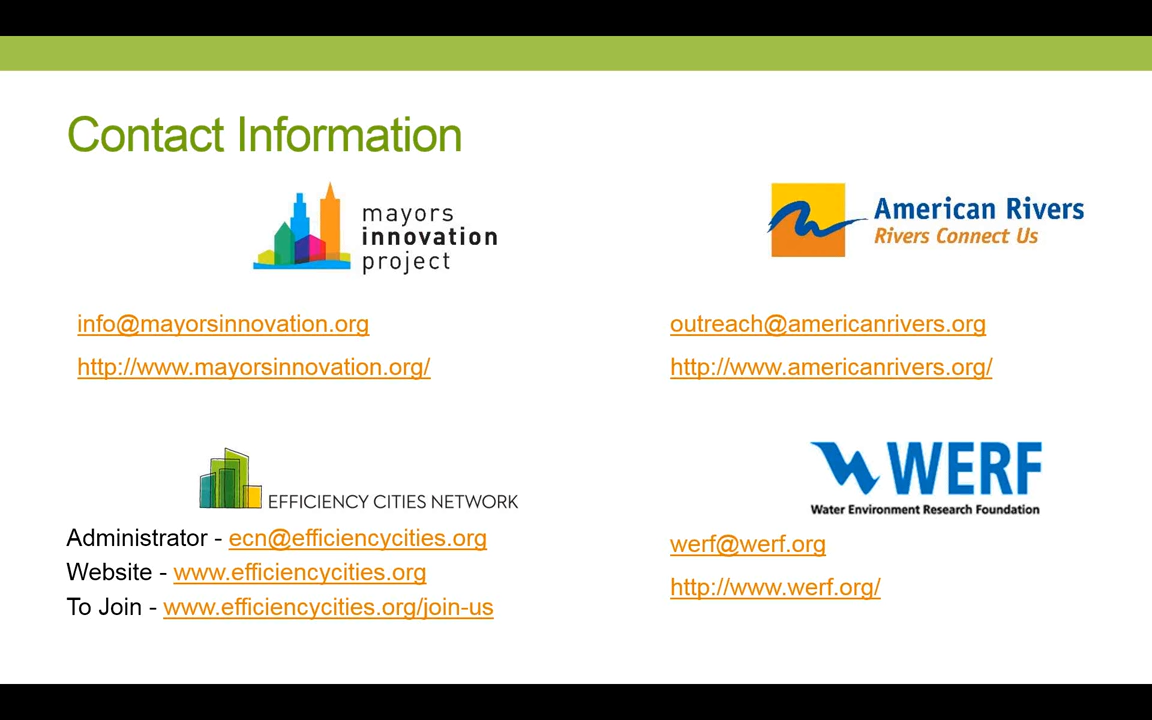 Contact Information
mayors
innovation
project
info@mayorsinnovation.org
http://www.mayorsinnovation.org/
American Rivers
Rivers Connect Us
outreach@americanrivers.org
http://www.americanrivers.org/
EFFICIENCY CITIES NETWORK
Administrator - ecn@efficiencycities.org
Website - www.efficiencycities.org
To Join - www.efficiencycities.org/join-us
WERF
Water Environment Research Foundation
werf@werf.org
http://www.werf.org/